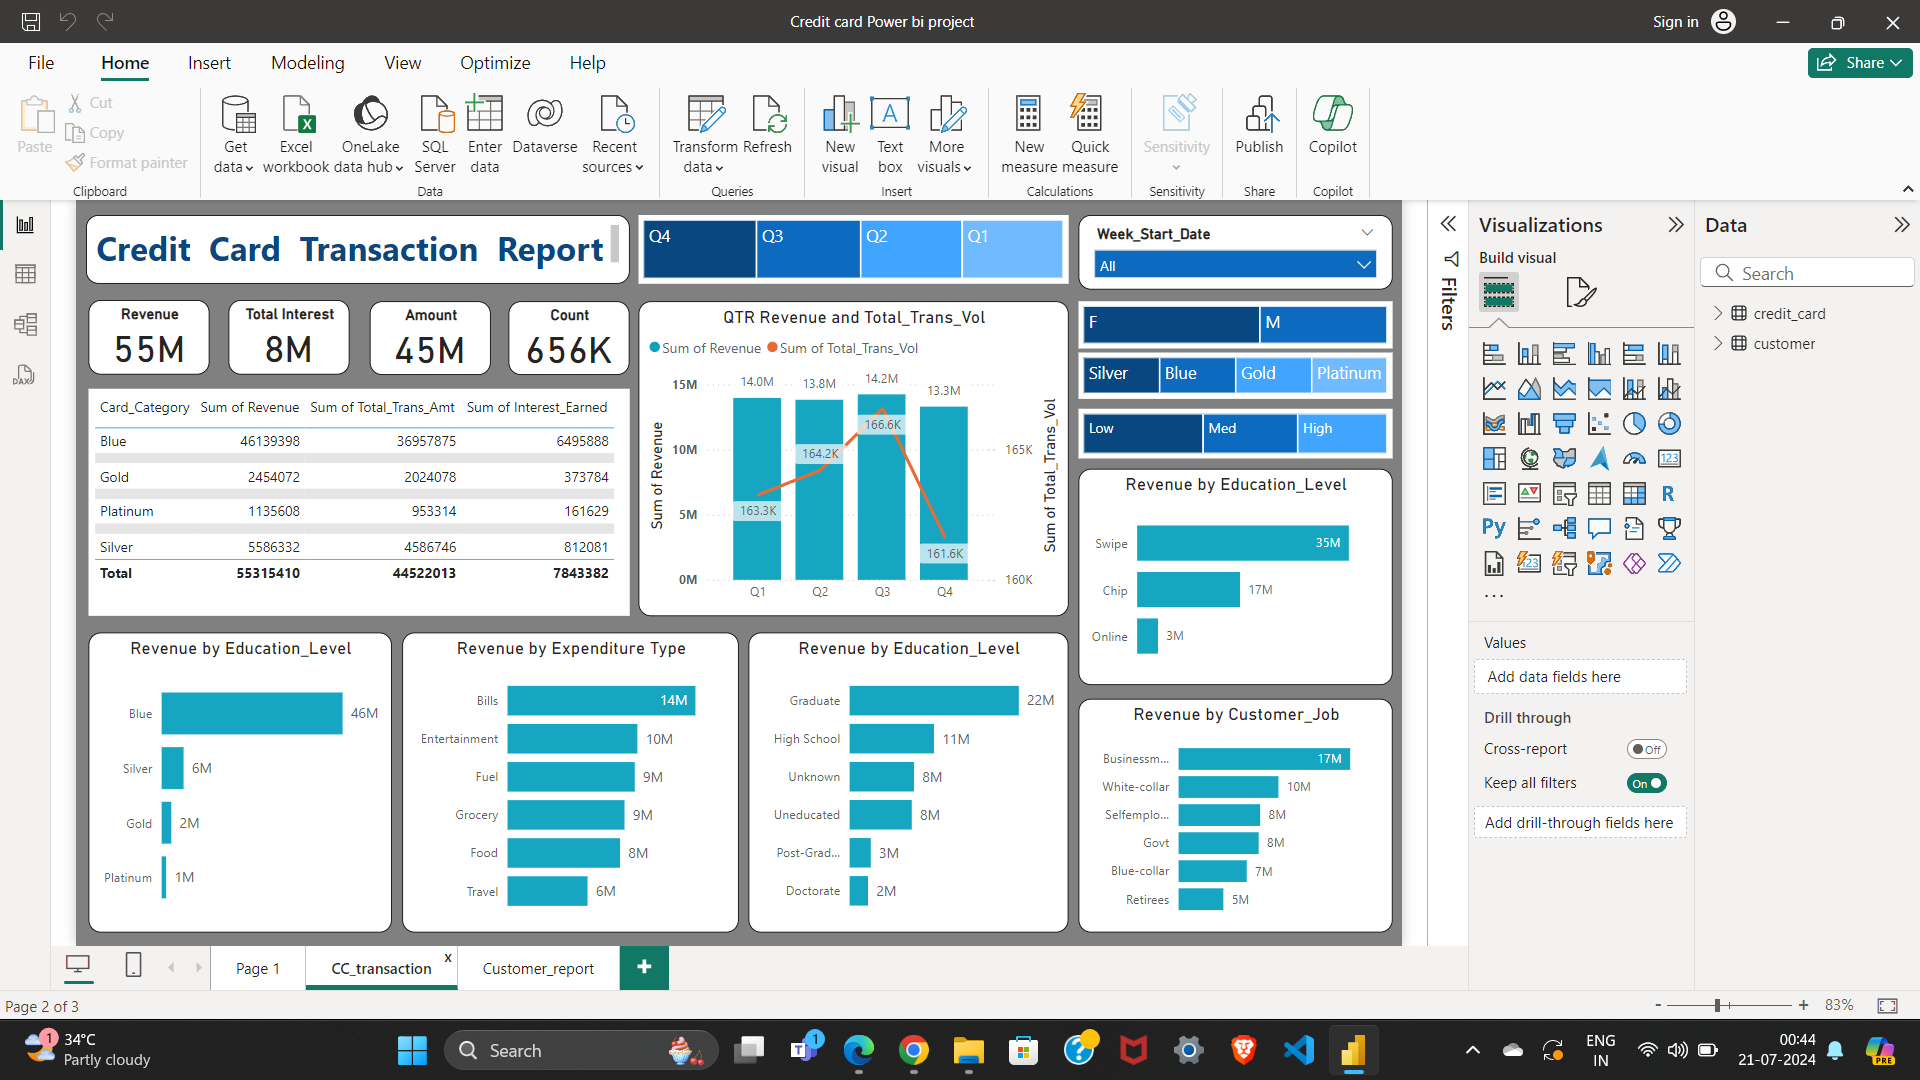 Credit card Power bi project
Sign in
File
Home
Insert
Modeling
View
Optimize
Help
Share
Paste
Cut
Copy
Format painter
Clipboard
Get data
Excel workbook
OneLake data hub
SQL Server
Enter data
Dataverse
Recent sources
Data
Transform data
Refresh
Queries
New visual
Text box
More visuals
Insert
New measure
Quick measure
Calculations
Sensitivity
Sensitivity
Publish
Share
Copilot
Copilot
Credit Card Transaction Report
Q4
Q3
Q2
Q1
Week_Start_Date
All
Revenue
55M
Total Interest
8M
Amount
45M
Count
656K
Card_Category Sum of Revenue Sum of Total_Trans_Amt Sum of Interest_Earned
Blue 46139398 36957875 6495888
Gold 2454072 2024078 373784
Platinum 1135608 953314 161629
Silver 5586332 4586746 812081
Total 55315410 44522013 7843382
QTR Revenue and Total_Trans_Vol
Sum of Revenue Sum of Total_Trans_Vol
15M
10M
5M
0M
Sum of Revenue
14.0M
13.8M
14.2M
13.3M
163.3K
164.2K
166.6K
161.6K
165K
160K
Sum of Total_Trans_Vol
Q1 Q2 Q3 Q4
F
M
Silver
Blue
Gold
Platinum
Low
Med
High
Revenue by Education_Level
Swipe 35M
Chip 17M
Online 3M
Revenue by Education_Level
Blue 46M
Silver 6M
Gold 2M
Platinum 1M
Revenue by Expenditure Type
Bills 14M
Entertainment 10M
Fuel 9M
Grocery 9M
Food 8M
Travel 6M
Revenue by Education_Level
Graduate 22M
High School 11M
Unknown 8M
Uneducated 8M
Post-Grad... 3M
Doctorate 2M
Revenue by Customer_Job
Businessm... 17M
White-collar 10M
Selfemplo... 8M
Govt 8M
Blue-collar 7M
Retirees 5M
Filters
Visualizations
Build visual
123
R
Py
123
...
Values
Add data fields here
Drill through
Cross-report Off
Keep all filters On
Add drill-through fields here
Data
Search
credit_card
customer
DAX
Page 1
CC_transaction x
Customer_report
+
Page 2 of 3
- + 83%
1
34°C
Partly cloudy
Search
1
ENG
IN
00:44
21-07-2024
PRE